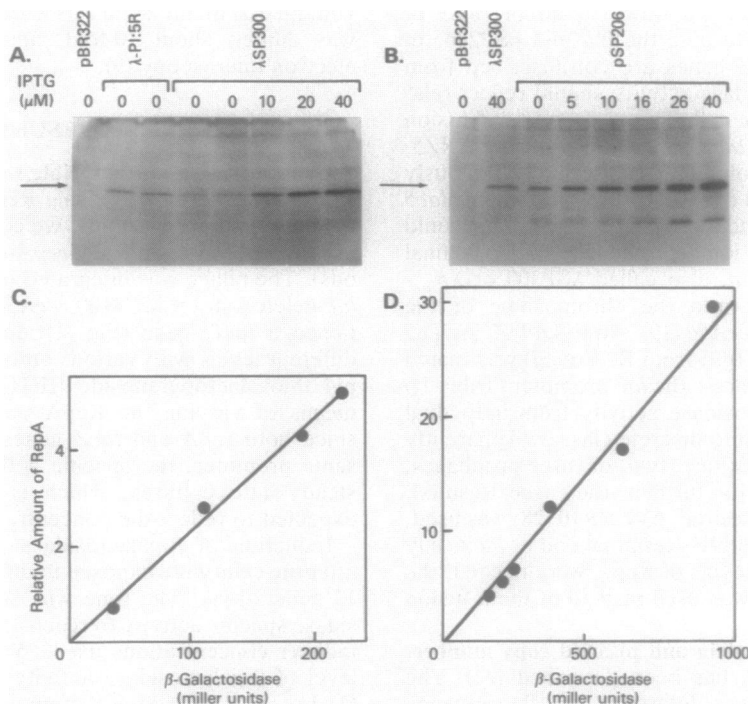 A.
pBR322
λ-PI:5R
λSP300
IPTG
(μM)
0 0 0 0 0 10 20 40
B.
pBR322
λSP300
pSP206
0 40 0 5 10 16 26 40
C.
Relative Amount of RepA
4
2
100 200
β-Galactosidase
(miller units)
D.
30
20
10
500 1000
β-Galactosidase
(miller units)